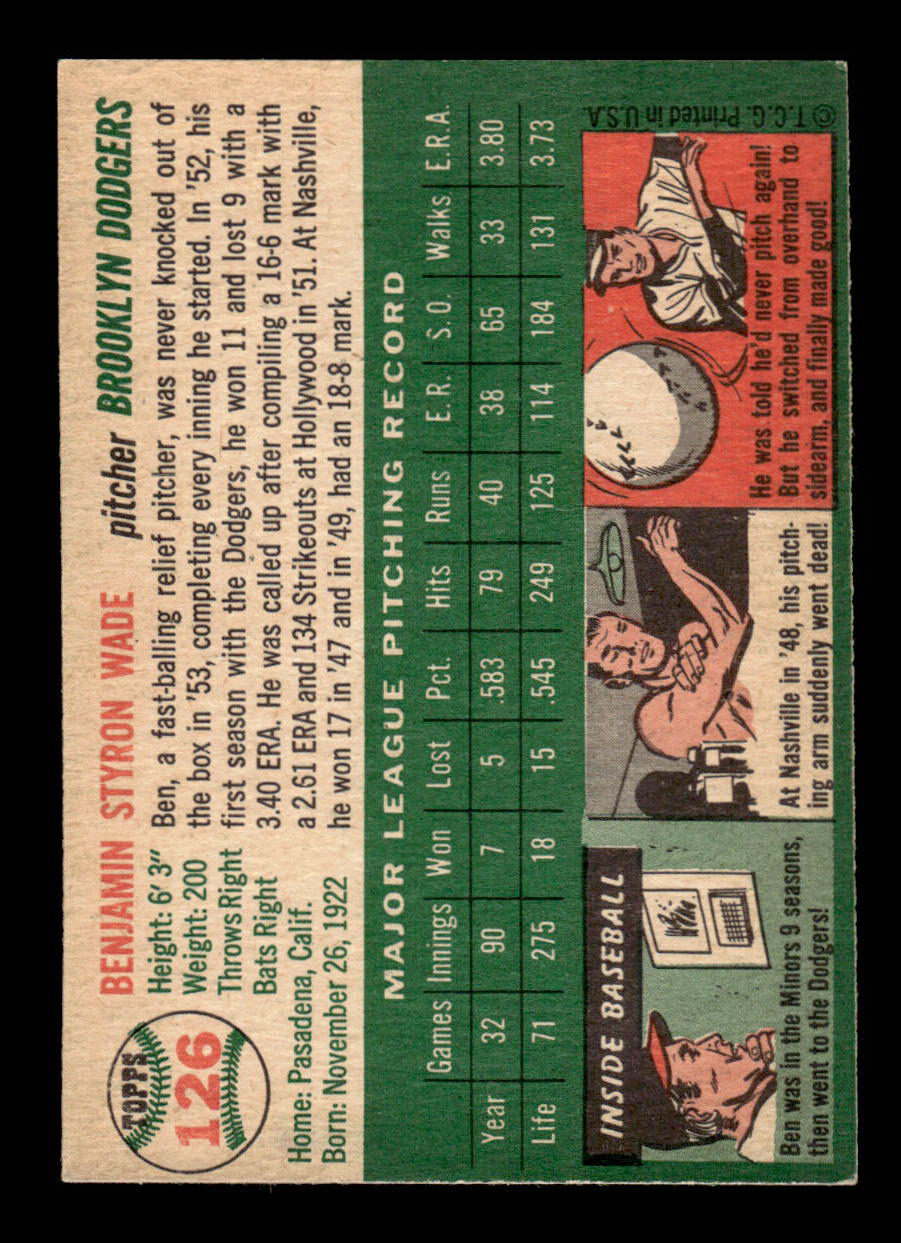 TOPPS
126
BENJAMIN STYRON WADE pitcher BROOKLYN DODGERS
Height: 6' 3"
Weight: 200
Throws Right
Bats Right
Home: Pasadena, Calif.
Born: November 26, 1922
Ben, a fast-balling relief pitcher, was never knocked out of
the box in '53, completing every inning he started. In '52, his
first season with the Dodgers, he won 11 and lost 9 with a
3.40 ERA. He was called up after compiling a 16-6 mark with
a 2.61 ERA and 134 Strikeouts at Hollywood in '51. At Nashville,
he won 17 in '47 and in '49, had an 18-8 mark.
MAJOR LEAGUE PITCHING RECORD
Games Innings Won Lost Pct. Hits Runs E.R. S.O. Walks E.R.A.
Year 32 90 7 5 .583 79 40 38 65 33 3.80
Life 71 275 18 15 .545 249 125 114 184 131 3.73
INSIDE BASEBALL
Ben was in the Minors 9 seasons,
then went to the Dodgers!
At Nashville in '48, his pitch-
ing arm suddenly went dead!
He was told he'd never pitch again!
But he switched from overhand to
sidearm, and finally made good!
© T.C.G. Printed in U.S.A